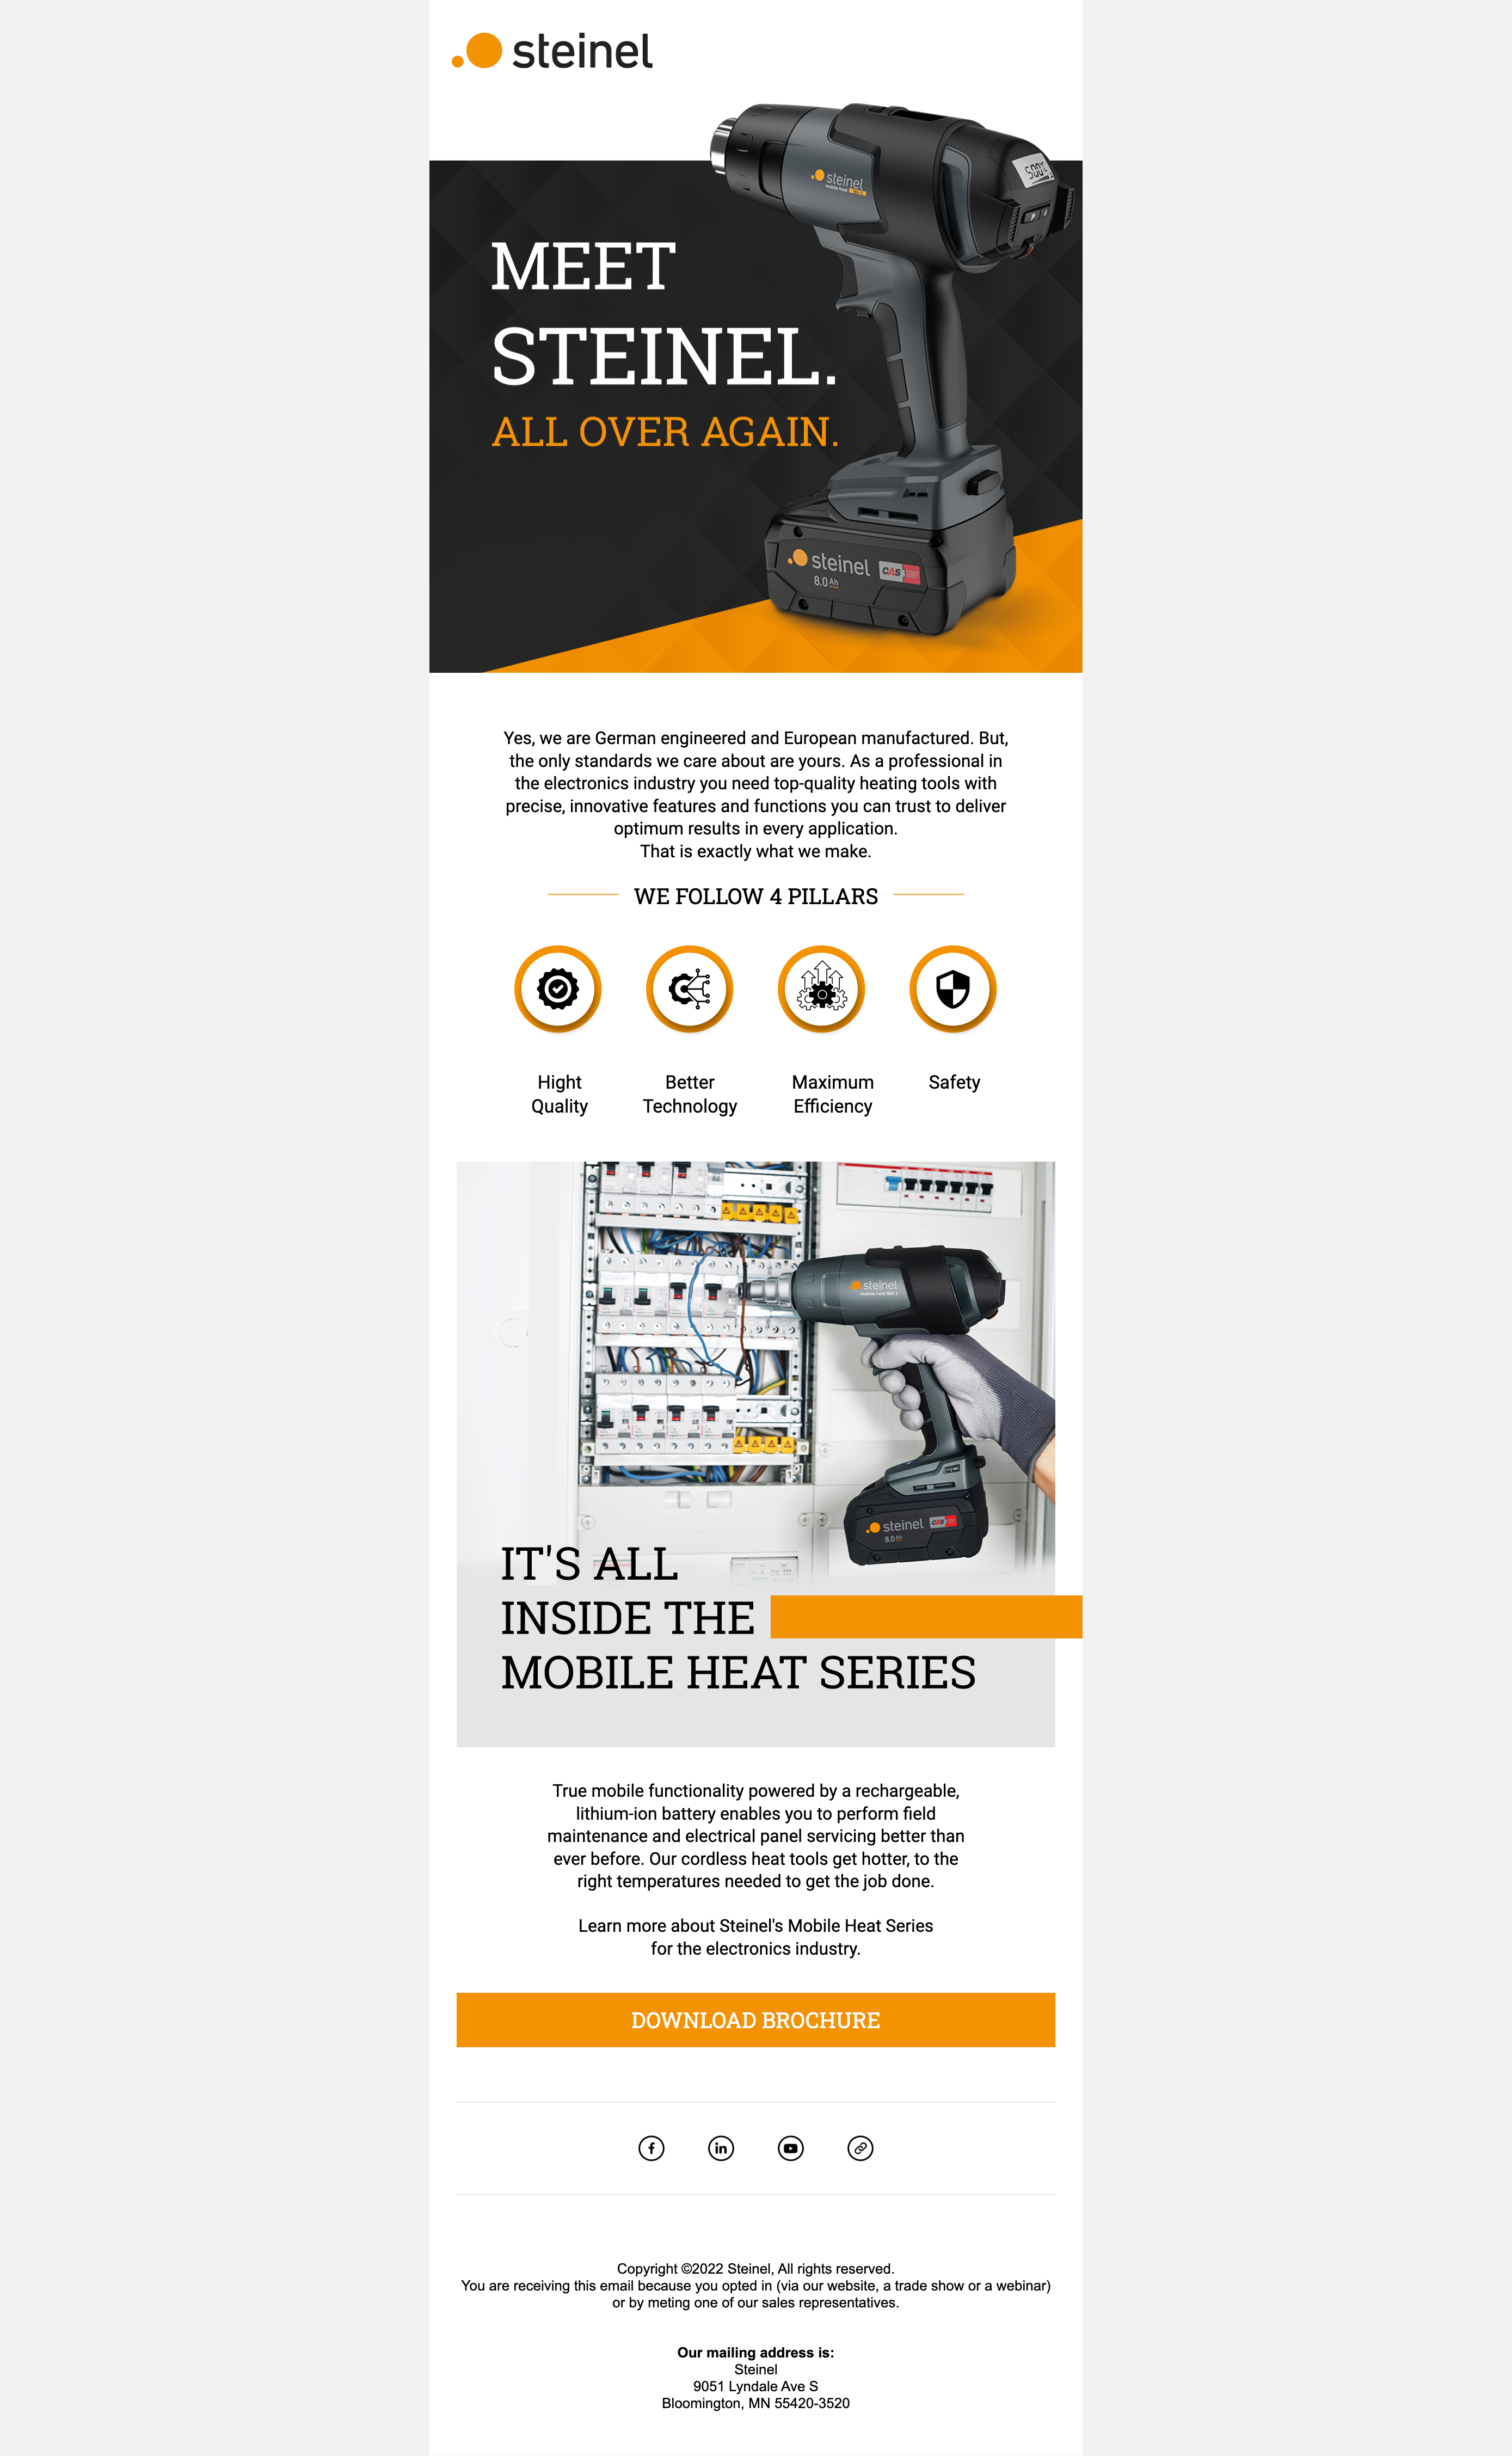 steinel
steinel
mobile heat
500°C
P
MEET
STEINEL.
ALL OVER AGAIN.
steinel
CAS
8.0 Ah
Yes, we are German engineered and European manufactured. But,
the only standards we care about are yours. As a professional in
the electronics industry you need top-quality heating tools with
precise, innovative features and functions you can trust to deliver
optimum results in every application.
That is exactly what we make.
WE FOLLOW 4 PILLARS
Hight
Quality
Better
Technology
Maximum
Efficiency
Safety
steinel
steinel
CAS
8.0 Ah
IT'S ALL
INSIDE THE
MOBILE HEAT SERIES
True mobile functionality powered by a rechargeable,
lithium-ion battery enables you to perform field
maintenance and electrical panel servicing better than
ever before. Our cordless heat tools get hotter, to the
right temperatures needed to get the job done.
Learn more about Steinel's Mobile Heat Series
for the electronics industry.
DOWNLOAD BROCHURE
Copyright ©2022 Steinel, All rights reserved.
You are receiving this email because you opted in (via our website, a trade show or a webinar)
or by meting one of our sales representatives.
Our mailing address is:
Steinel
9051 Lyndale Ave S
Bloomington, MN 55420-3520